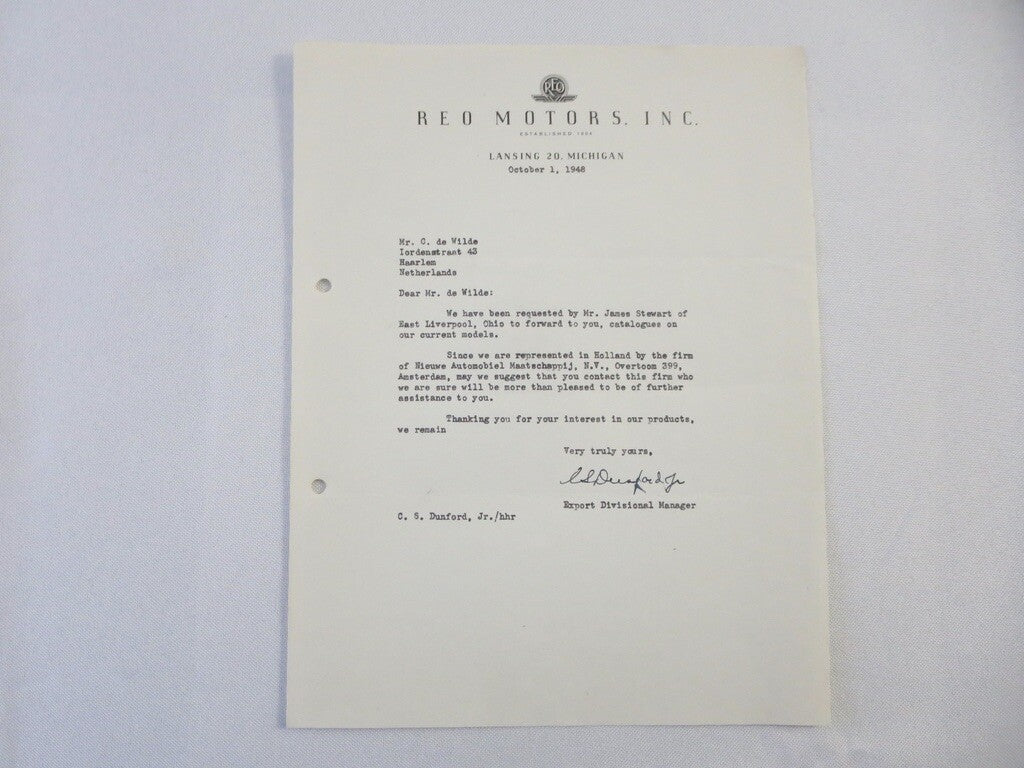 REO
REO MOTORS, INC.
ESTABLISHED 1904
LANSING 20, MICHIGAN
October 1, 1948
Mr. C. de Wilde
Iordenstraat 43
Haarlem
Netherlands
Dear Mr. de Wilde:
We have been requested by Mr. James Stewart of
East Liverpool, Ohio to forward to you, catalogues on
our current models.
Since we are represented in Holland by the firm
of Nieuwe Automobiel Maatschappij, N.V., Overtoom 399,
Amsterdam, may we suggest that you contact this firm who
we are sure will be more than pleased to be of further
assistance to you.
Thanking you for your interest in our products,
we remain
Very truly yours,
C S Dunford Jr
Export Divisional Manager
C. S. Dunford, Jr./hhr